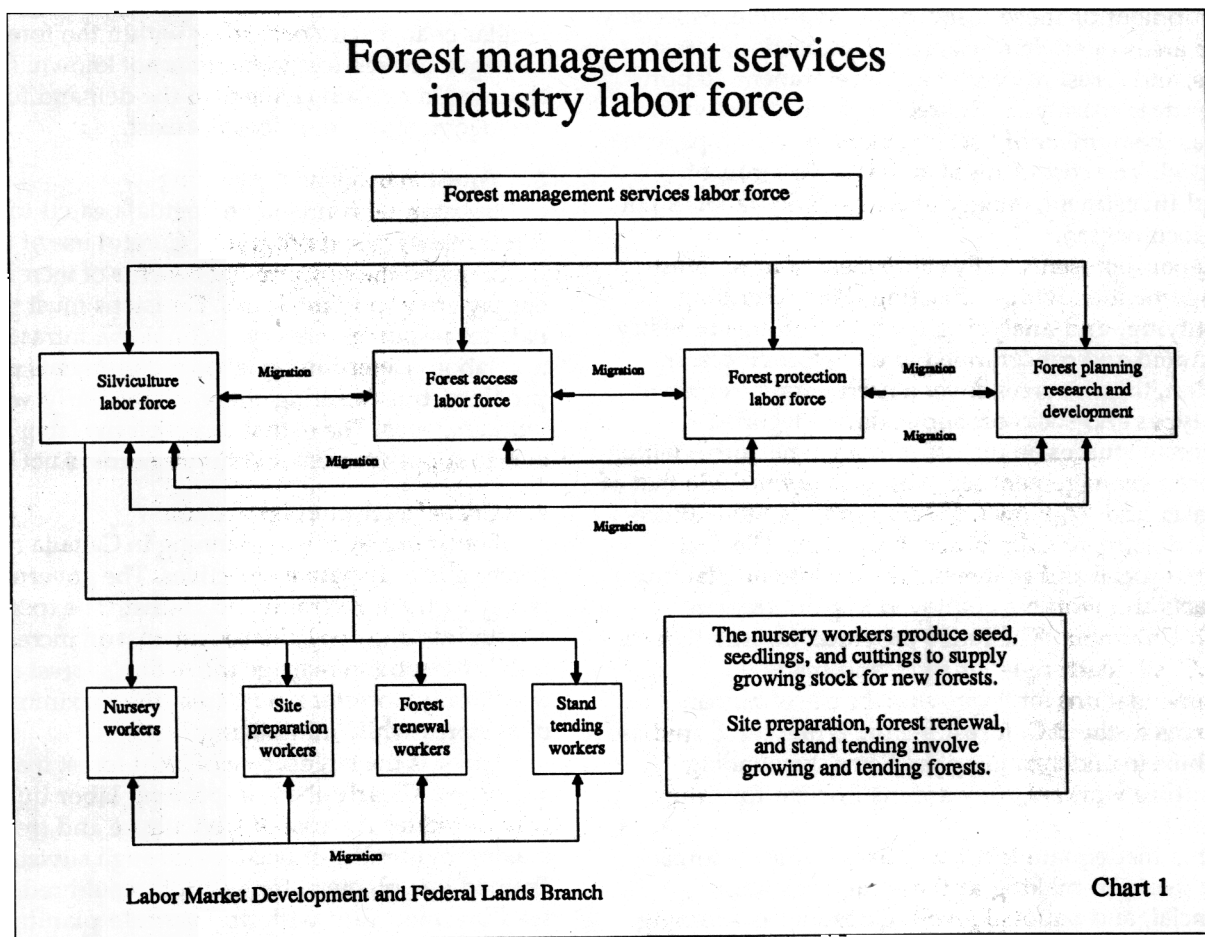 Forest management services
industry labor force
Forest management services labor force
Silviculture
labor force
Migration
Forest access
labor force
Migration
Forest protection
labor force
Migration
Forest planning
research and
development
Migration
Migration
Migration
Nursery
workers
Site
preparation
workers
Forest
renewal
workers
Stand
tending
workers
Migration
The nursery workers produce seed,
seedlings, and cuttings to supply
growing stock for new forests.
Site preparation, forest renewal,
and stand tending involve
growing and tending forests.
Labor Market Development and Federal Lands Branch
Chart 1